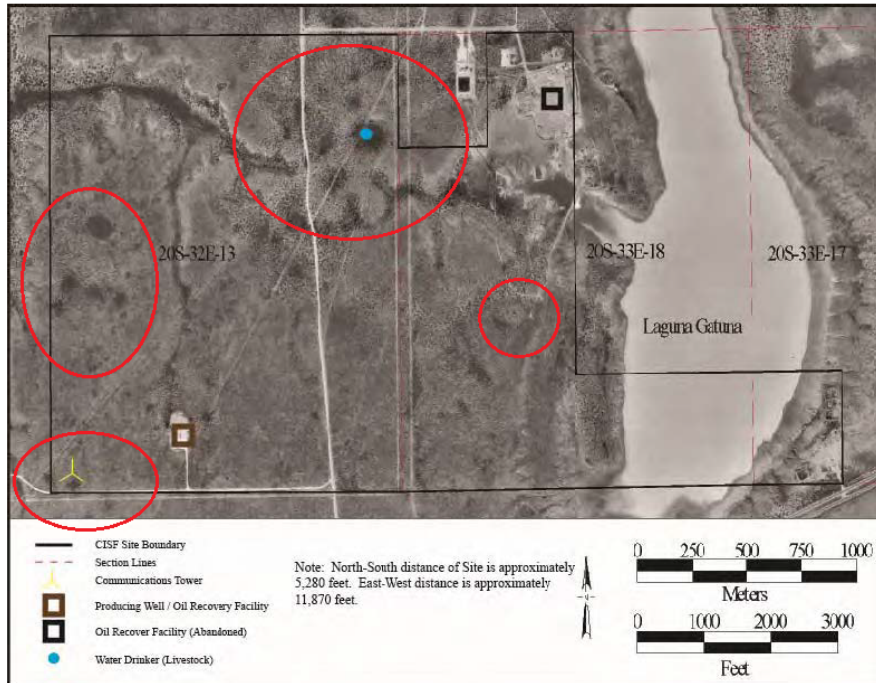 20S-32E-13
20S-33E-18
20S-33E-17
Laguna Gatuna
CISF Site Boundary
Section Lines
Communications Tower
Producing Well / Oil Recovery Facility
Oil Recover Facility (Abandoned)
Water Drinker (Livestock)
Note: North-South distance of Site is approximately
5,280 feet. East-West distance is approximately
11,870 feet.
0 250 500 750 1000
Meters
0 1000 2000 3000
Feet